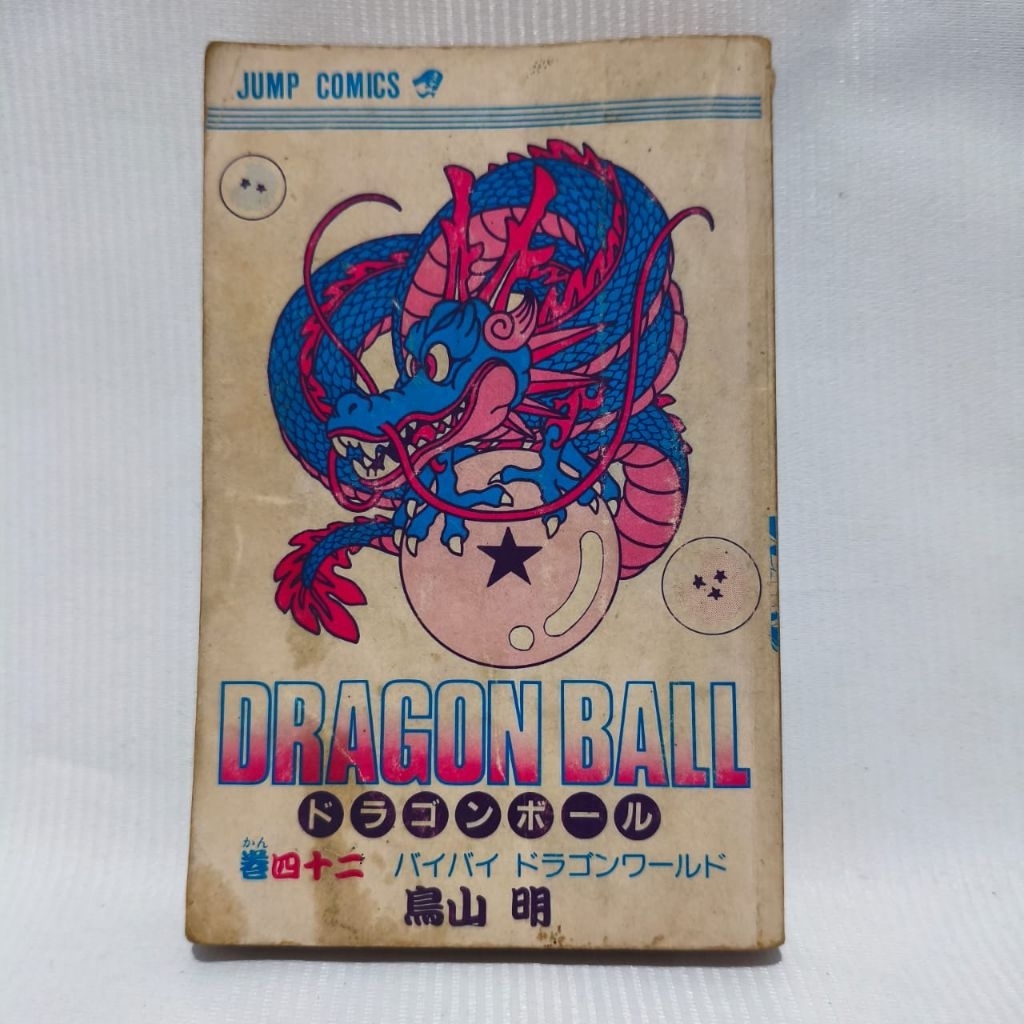 JUMP COMICS
DRAGON BALL
ドラゴンボール
かん
巻四十二 バイバイ ドラゴンワールド
鳥山 明